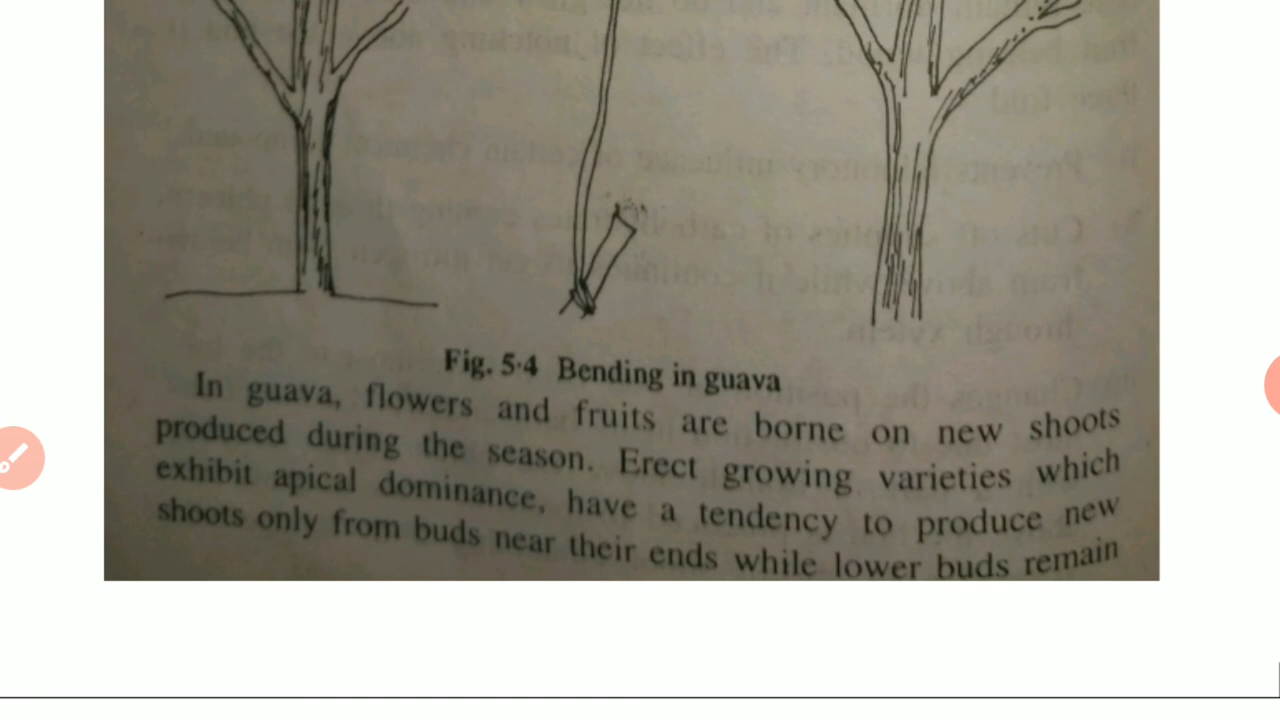 Fig. 5·4 Bending in guava
In guava, flowers and fruits are borne on new shoots
produced during the season. Erect growing varieties which
exhibit apical dominance, have a tendency to produce new
shoots only from buds near their ends while lower buds remain